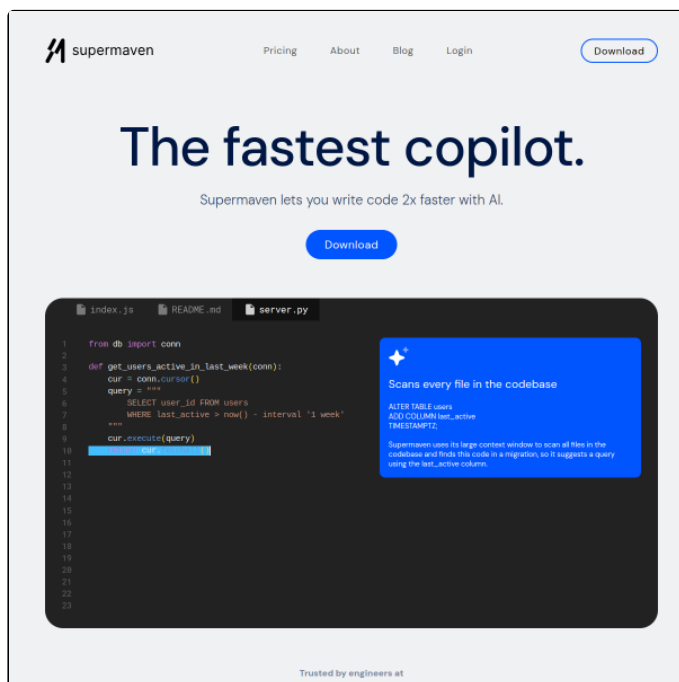 supermaven
Pricing About Blog Login
Download
The fastest copilot.
Supermaven lets you write code 2x faster with AI.
Download
index.js README.md server.py
1 from db import conn
2
3 def get_users_active_in_last_week(conn):
4 cur = conn.cursor()
5 query = """
6 SELECT user_id FROM users
7 WHERE last_active > now() - interval '1 week'
8 """
9 cur.execute(query)
10 cur. ()
11
12
13
14
15
16
17
18
19
20
21
22
23
Scans every file in the codebase
ALTER TABLE users
ADD COLUMN last_active
TIMESTAMPTZ;
Supermaven uses its large context window to scan all files in the
codebase and finds this code in a migration, so it suggests a query
using the last_active column.
Trusted by engineers at